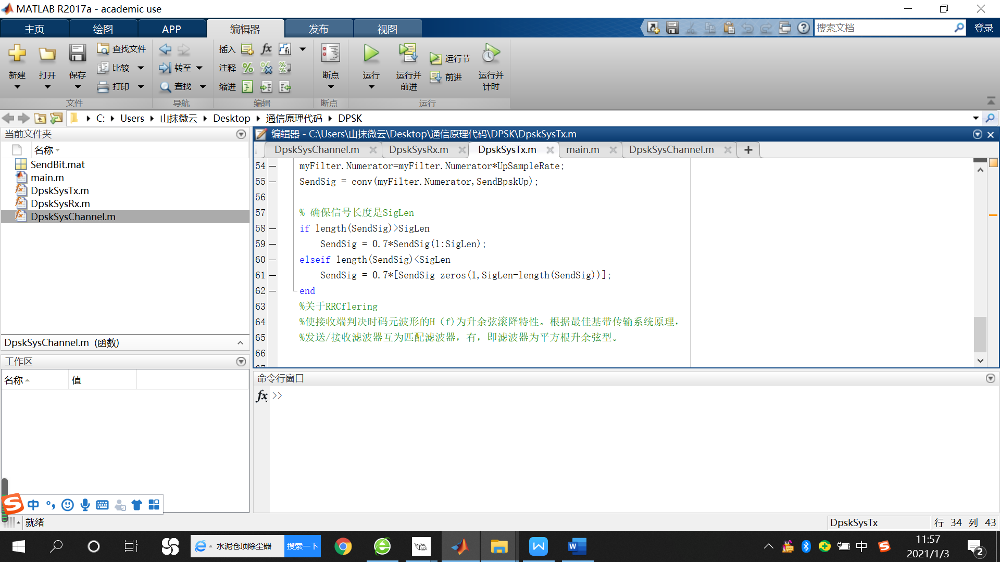 MATLAB R2017a - academic use
主页 绘图 APP 编辑器 发布 视图 搜索文档 登录
新建 打开 保存 查找文件 比较 打印
转至 查找
插入 fx fi
注释
缩进
断点 运行 运行并前进 运行节 前进 运行并计时
文件 导航 编辑 断点 运行
C: Users 山抹微云 Desktop 通信原理代码 DPSK
当前文件夹
名称
SendBit.mat
main.m
DpskSysTx.m
DpskSysRx.m
DpskSysChannel.m
DpskSysChannel.m (函数)
工作区
名称 值
编辑器 - C:\Users\山抹微云\Desktop\通信原理代码\DPSK\DpskSysTx.m
DpskSysChannel.m DpskSysRx.m DpskSysTx.m main.m DpskSysChannel.m
54 myFilter.Numerator=myFilter.Numerator*UpSampleRate;
55 SendSig = conv(myFilter.Numerator,SendBpskUp);
56
57 % 确保信号长度是SigLen
58 if length(SendSig)>SigLen
59 SendSig = 0.7*SendSig(1:SigLen);
60 elseif length(SendSig)<SigLen
61 SendSig = 0.7*[SendSig zeros(1,SigLen-length(SendSig))];
62 end
63 %关于RRCflering
64 %使接收端判决时码元波形的H（f)为升余弦滚降特性。根据最佳基带传输系统原理，
65 %发送/接收滤波器互为匹配滤波器，有，即滤波器为平方根升余弦型。
66
命令行窗口
fx >>
中
就绪
DpskSysTx 行 34 列 43
水泥仓顶除尘器 搜索一下
中
11:57
2021/1/3
2